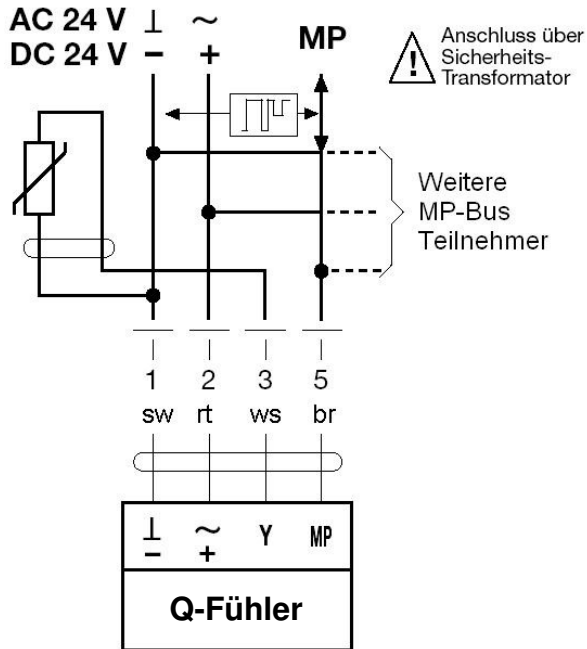 AC 24 V ⊥ ~
DC 24 V − +
MP
Anschluss über
Sicherheits-
Transformator
!
Weitere
MP-Bus
Teilnehmer
1 2 3 5
sw rt ws br
⊥ ~ Y MP
− +
Q-Fühler